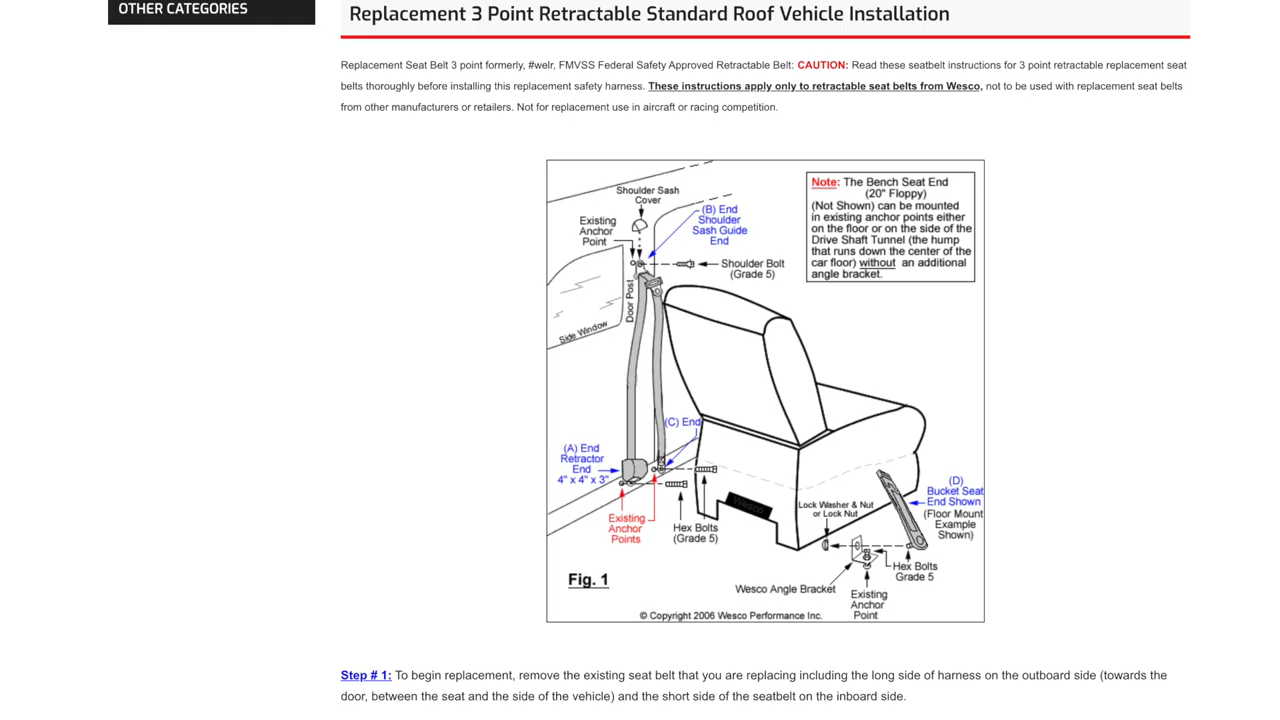 OTHER CATEGORIES
Replacement 3 Point Retractable Standard Roof Vehicle Installation
Replacement Seat Belt 3 point formerly, #welr, FMVSS Federal Safety Approved Retractable Belt: CAUTION: Read these seatbelt instructions for 3 point retractable replacement seat
belts thoroughly before installing this replacement safety harness. These instructions apply only to retractable seat belts from Wesco, not to be used with replacement seat belts
from other manufacturers or retailers. Not for replacement use in aircraft or racing competition.
Shoulder Sash
Cover
Existing
Anchor
Point
(B) End
Shoulder
Sash Guide
End
Shoulder Bolt
(Grade 5)
Note: The Bench Seat End
(20" Floppy)
(Not Shown) can be mounted
in existing anchor points either
on the floor or on the side of the
Drive Shaft Tunnel (the hump
that runs down the center of the
car floor) without an additional
angle bracket.
Door Post
Side Window
(C) End
(A) End
Retractor
End
4" x 4" x 3"
Existing
Anchor
Points
Hex Bolts
(Grade 5)
Wesco
Lock Washer & Nut
or Lock Nut
(D)
Bucket Seat
End Shown
(Floor Mount
Example
Shown)
Hex Bolts
Grade 5
Wesco Angle Bracket
Existing
Anchor
Point
Fig. 1
© Copyright 2006 Wesco Performance Inc.
Step # 1: To begin replacement, remove the existing seat belt that you are replacing including the long side of harness on the outboard side (towards the
door, between the seat and the side of the vehicle) and the short side of the seatbelt on the inboard side.